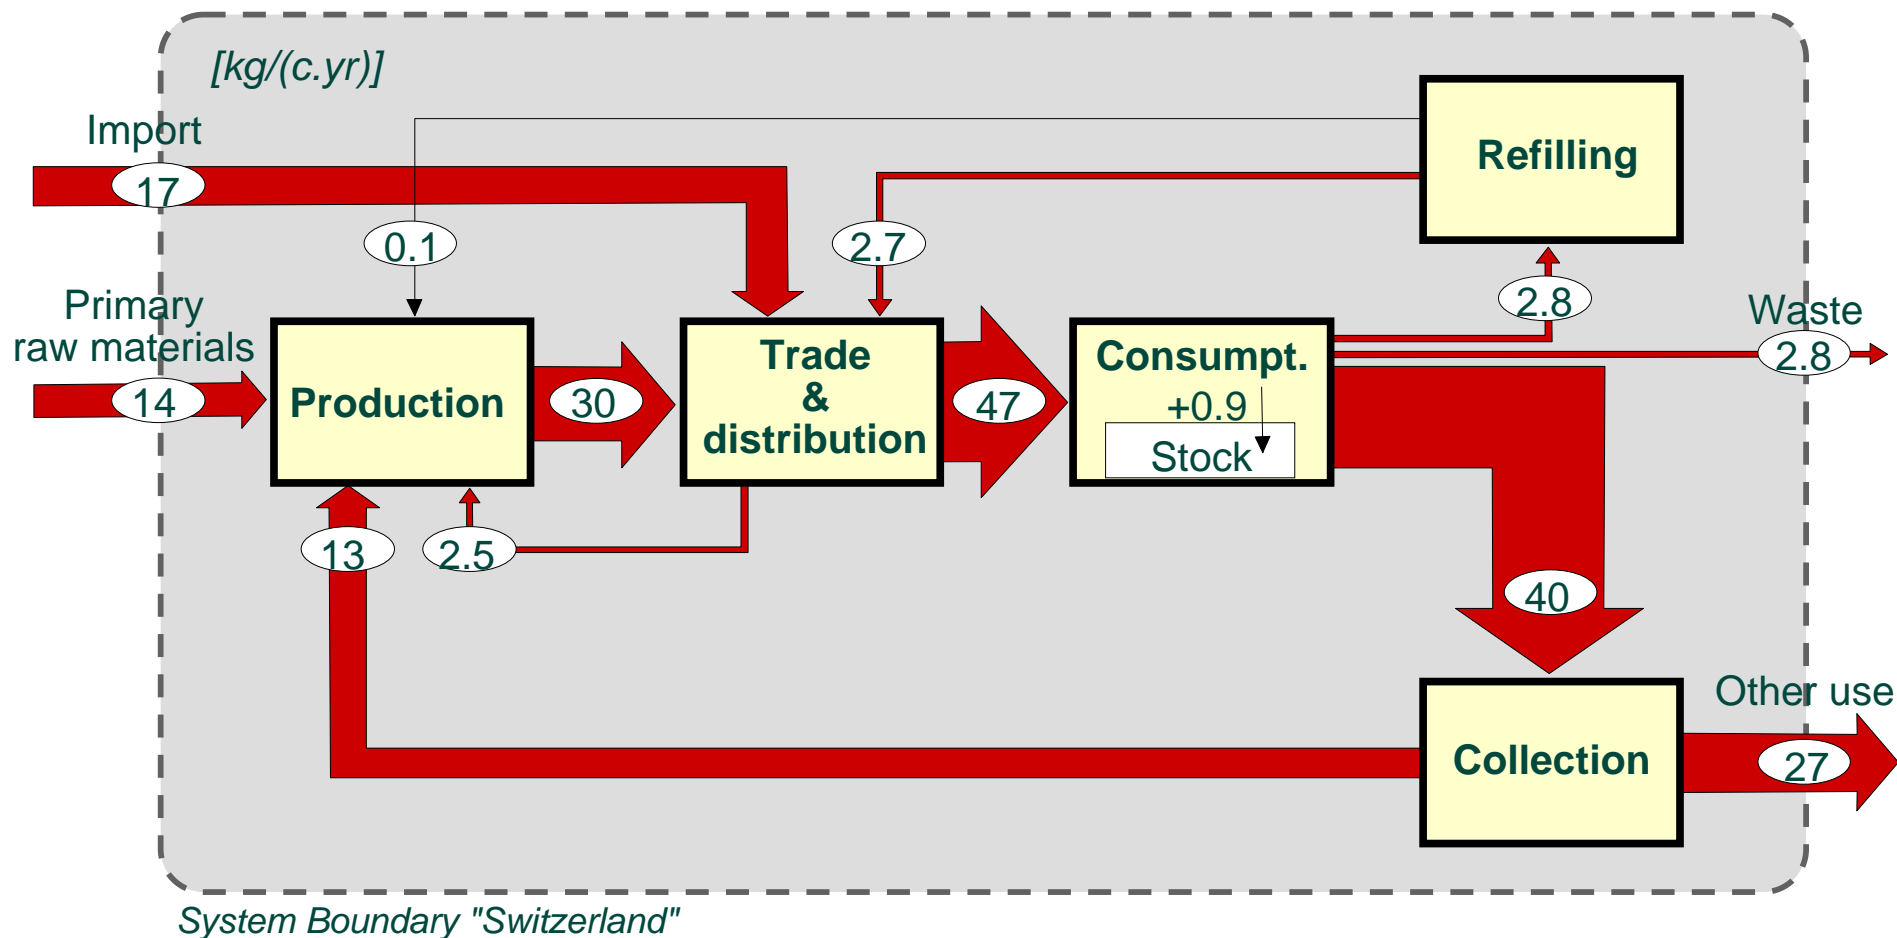 [kg/(c.yr)]
Import
17
Refilling
0.1
2.7
2.8
Primary
raw materials
14
Production
30
Trade
&
distribution
47
Consumpt.
+0.9
Stock
Waste
2.8
13
2.5
40
Collection
Other use
27
System Boundary "Switzerland"